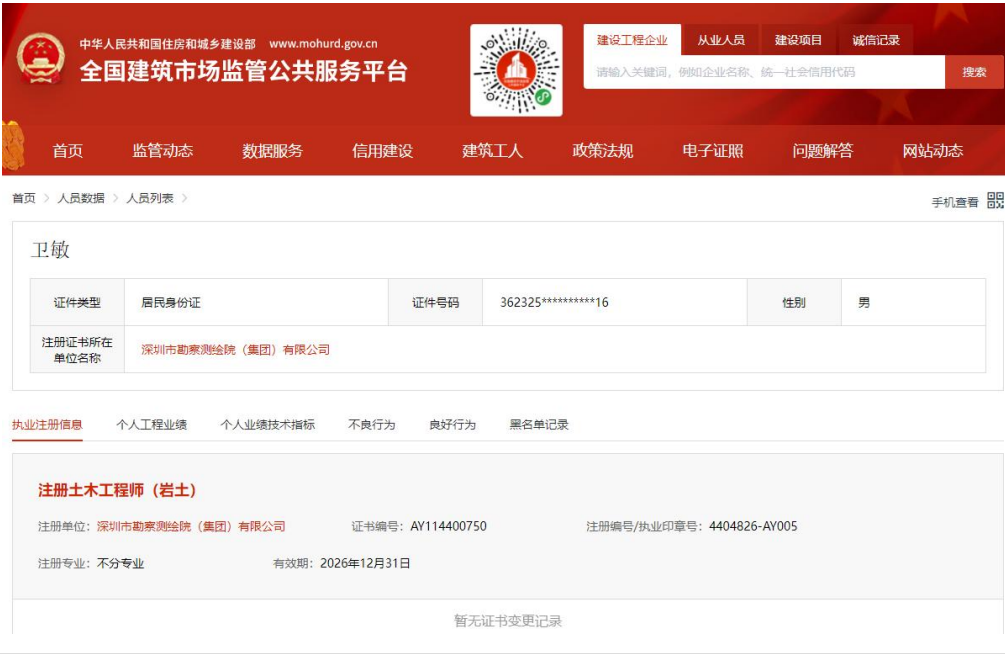 中华人民共和国住房和城乡建设部 www.mohurd.gov.cn
全国建筑市场监管公共服务平台
建设工程企业 从业人员 建设项目 诚信记录
请输入关键词，例如企业名称、统一社会信用代码 搜索
首页 监管动态 数据服务 信用建设 建筑工人 政策法规 电子证照 问题解答 网站动态
首页 > 人员数据 > 人员列表 >
手机查看
卫敏
证件类型 居民身份证 证件号码 362325**********16 性别 男
注册证书所在
单位名称
深圳市勘察测绘院（集团）有限公司
执业注册信息 个人工程业绩 个人业绩技术指标 不良行为 良好行为 黑名单记录
注册土木工程师（岩土）
注册单位：深圳市勘察测绘院（集团）有限公司 证书编号：AY114400750 注册编号/执业印章号：4404826-AY005
注册专业：不分专业 有效期：2026年12月31日
暂无证书变更记录